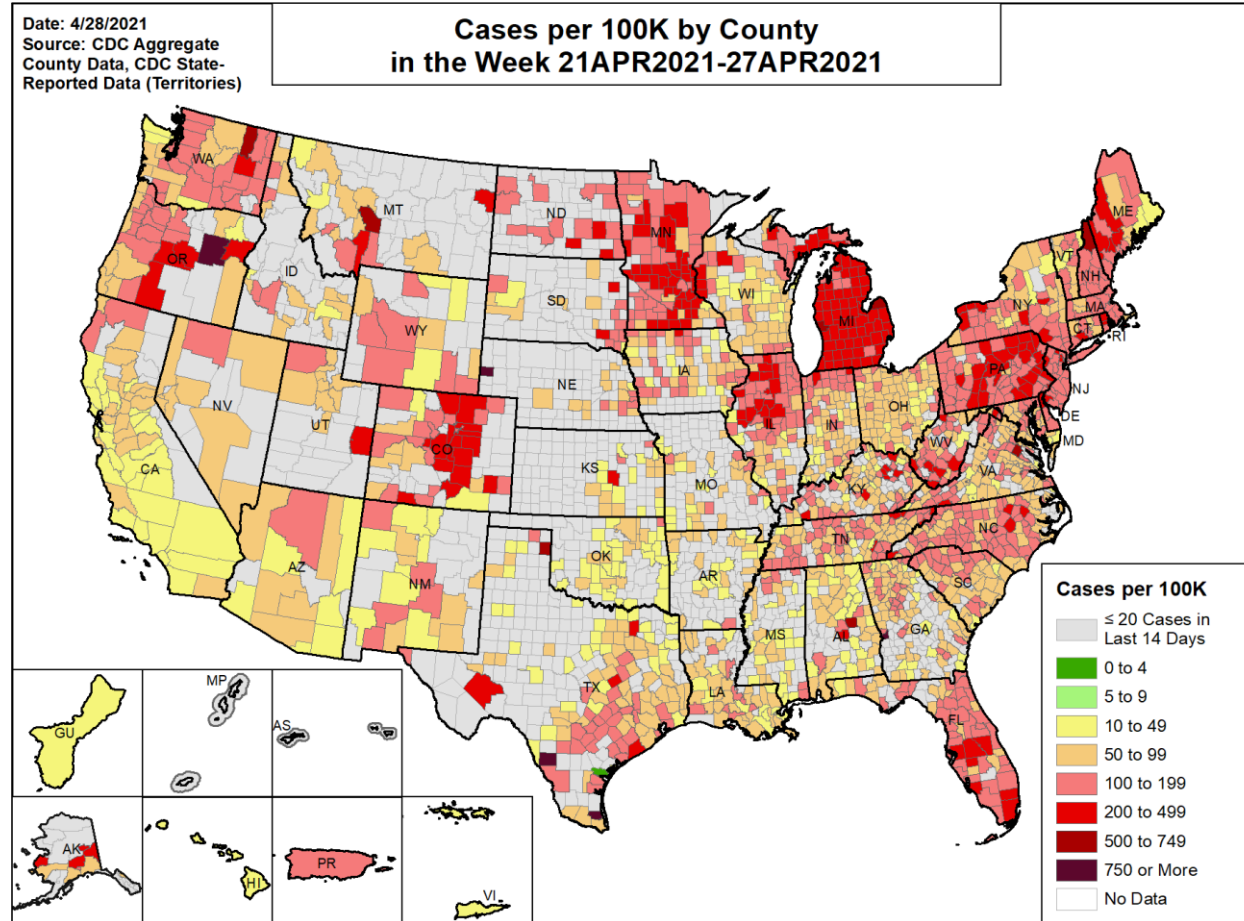 Date: 4/28/2021
Source: CDC Aggregate
County Data, CDC State-
Reported Data (Territories)
Cases per 100K by County
in the Week 21APR2021-27APR2021
WA
MT
ND
MN
ME
OR
ID
SD
WI
MI
VT
NH
NY
MA
CT
RI
WY
IA
PA
NJ
NE
NV
UT
CO
IL
IN
OH
DE
MD
WV
VA
CA
KS
MO
KY
AZ
NM
OK
AR
TN
NC
SC
MS
AL
GA
TX
LA
FL
GU
MP
AS
AK
HI
PR
VI
Cases per 100K
≤ 20 Cases in
Last 14 Days
0 to 4
5 to 9
10 to 49
50 to 99
100 to 199
200 to 499
500 to 749
750 or More
No Data